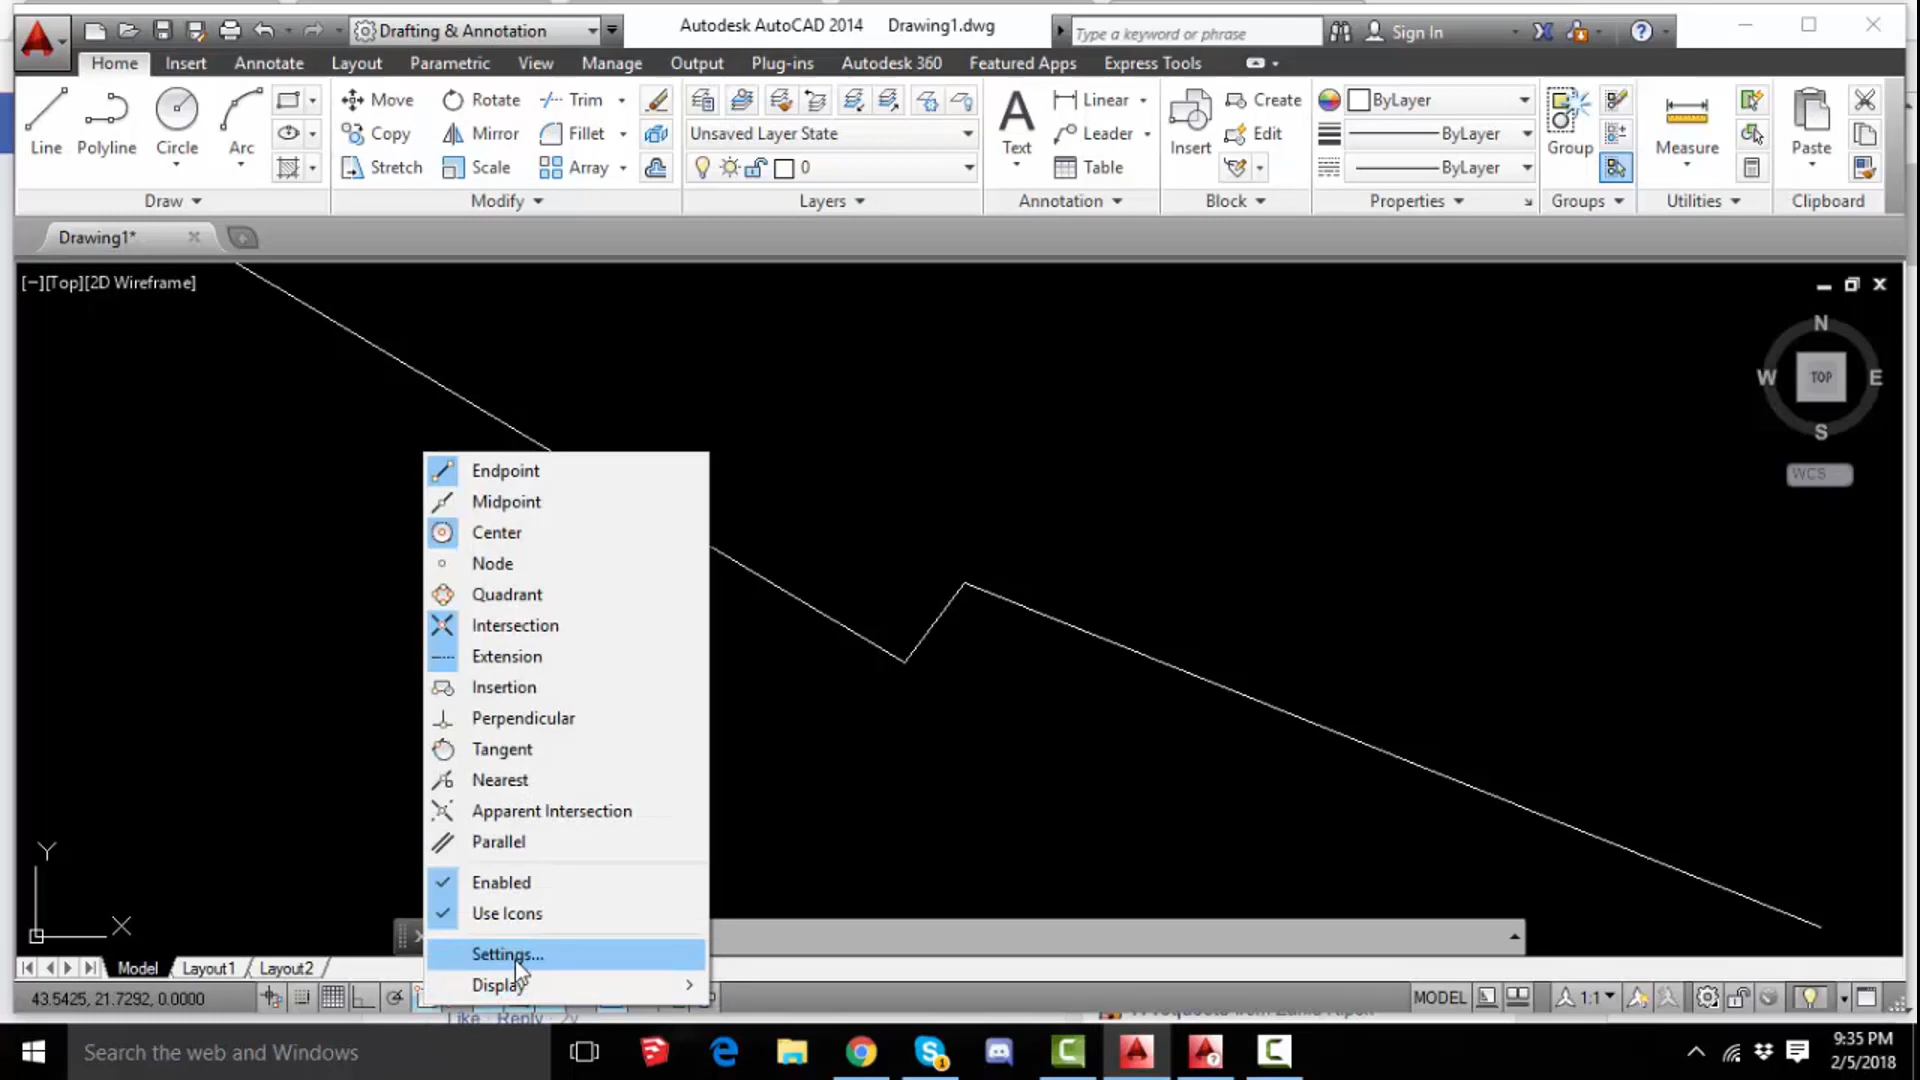 Drafting & Annotation
Autodesk AutoCAD 2014 Drawing1.dwg
Type a keyword or phrase
Sign In
Home Insert Annotate Layout Parametric View Manage Output Plug-ins Autodesk 360 Featured Apps Express Tools
Line Polyline Circle Arc
Move Rotate Trim
Copy Mirror Fillet
Stretch Scale Array
Unsaved Layer State
0
Text
Linear
Leader
Table
Insert
Create
Edit
ByLayer
ByLayer
ByLayer
Group
Measure
Paste
Draw Modify Layers Annotation Block Properties Groups Utilities Clipboard
Drawing1*
[−][Top][2D Wireframe]
N
W TOP E
S
WCS
Endpoint
Midpoint
Center
Node
Quadrant
Intersection
Extension
Insertion
Perpendicular
Tangent
Nearest
Apparent Intersection
Parallel
Enabled
Use Icons
Settings...
Display
Y
X
Model Layout1 Layout2
43.5425, 21.7292, 0.0000
MODEL
1:1
Like · Reply · 2y
Search the web and Windows
1
9:35 PM
2/5/2018